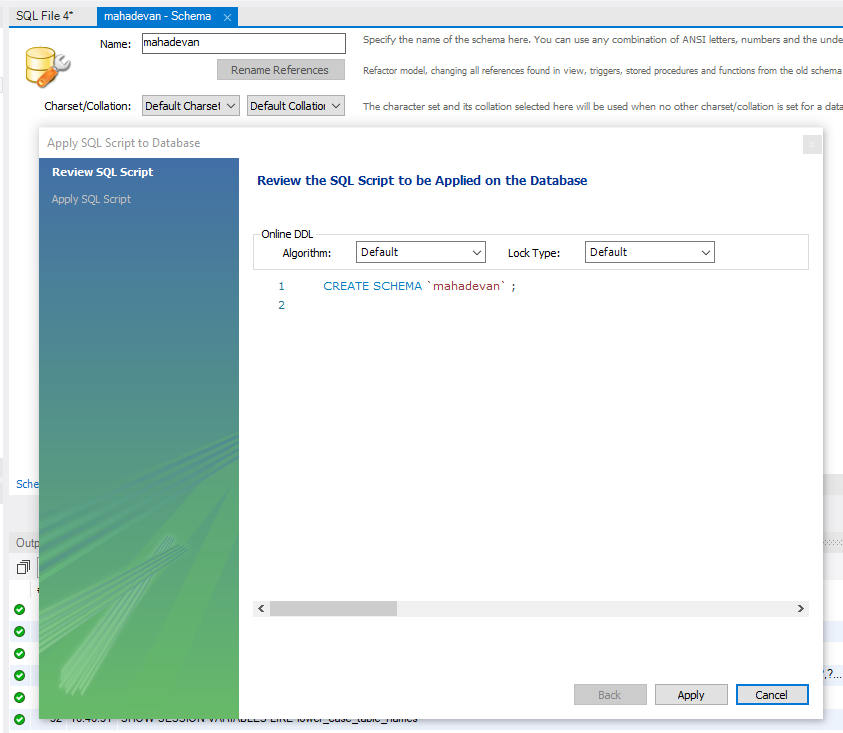 SQL File 4*
mahadevan - Schema
Name: mahadevan
Specify the name of the schema here. You can use any combination of ANSI letters, numbers and the unde
Rename References
Refactor model, changing all references found in view, triggers, stored procedures and functions from the old schema
Charset/Collation: Default Charset Default Collation
The character set and its collation selected here will be used when no other charset/collation is set for a data
Apply SQL Script to Database
Review SQL Script
Apply SQL Script
Review the SQL Script to be Applied on the Database
Online DDL
Algorithm: Default Lock Type: Default
1 CREATE SCHEMA `mahadevan` ;
2
Sche
Outp
Back Apply Cancel
SHOW SESSION VARIABLES LIKE lower_case_table_names